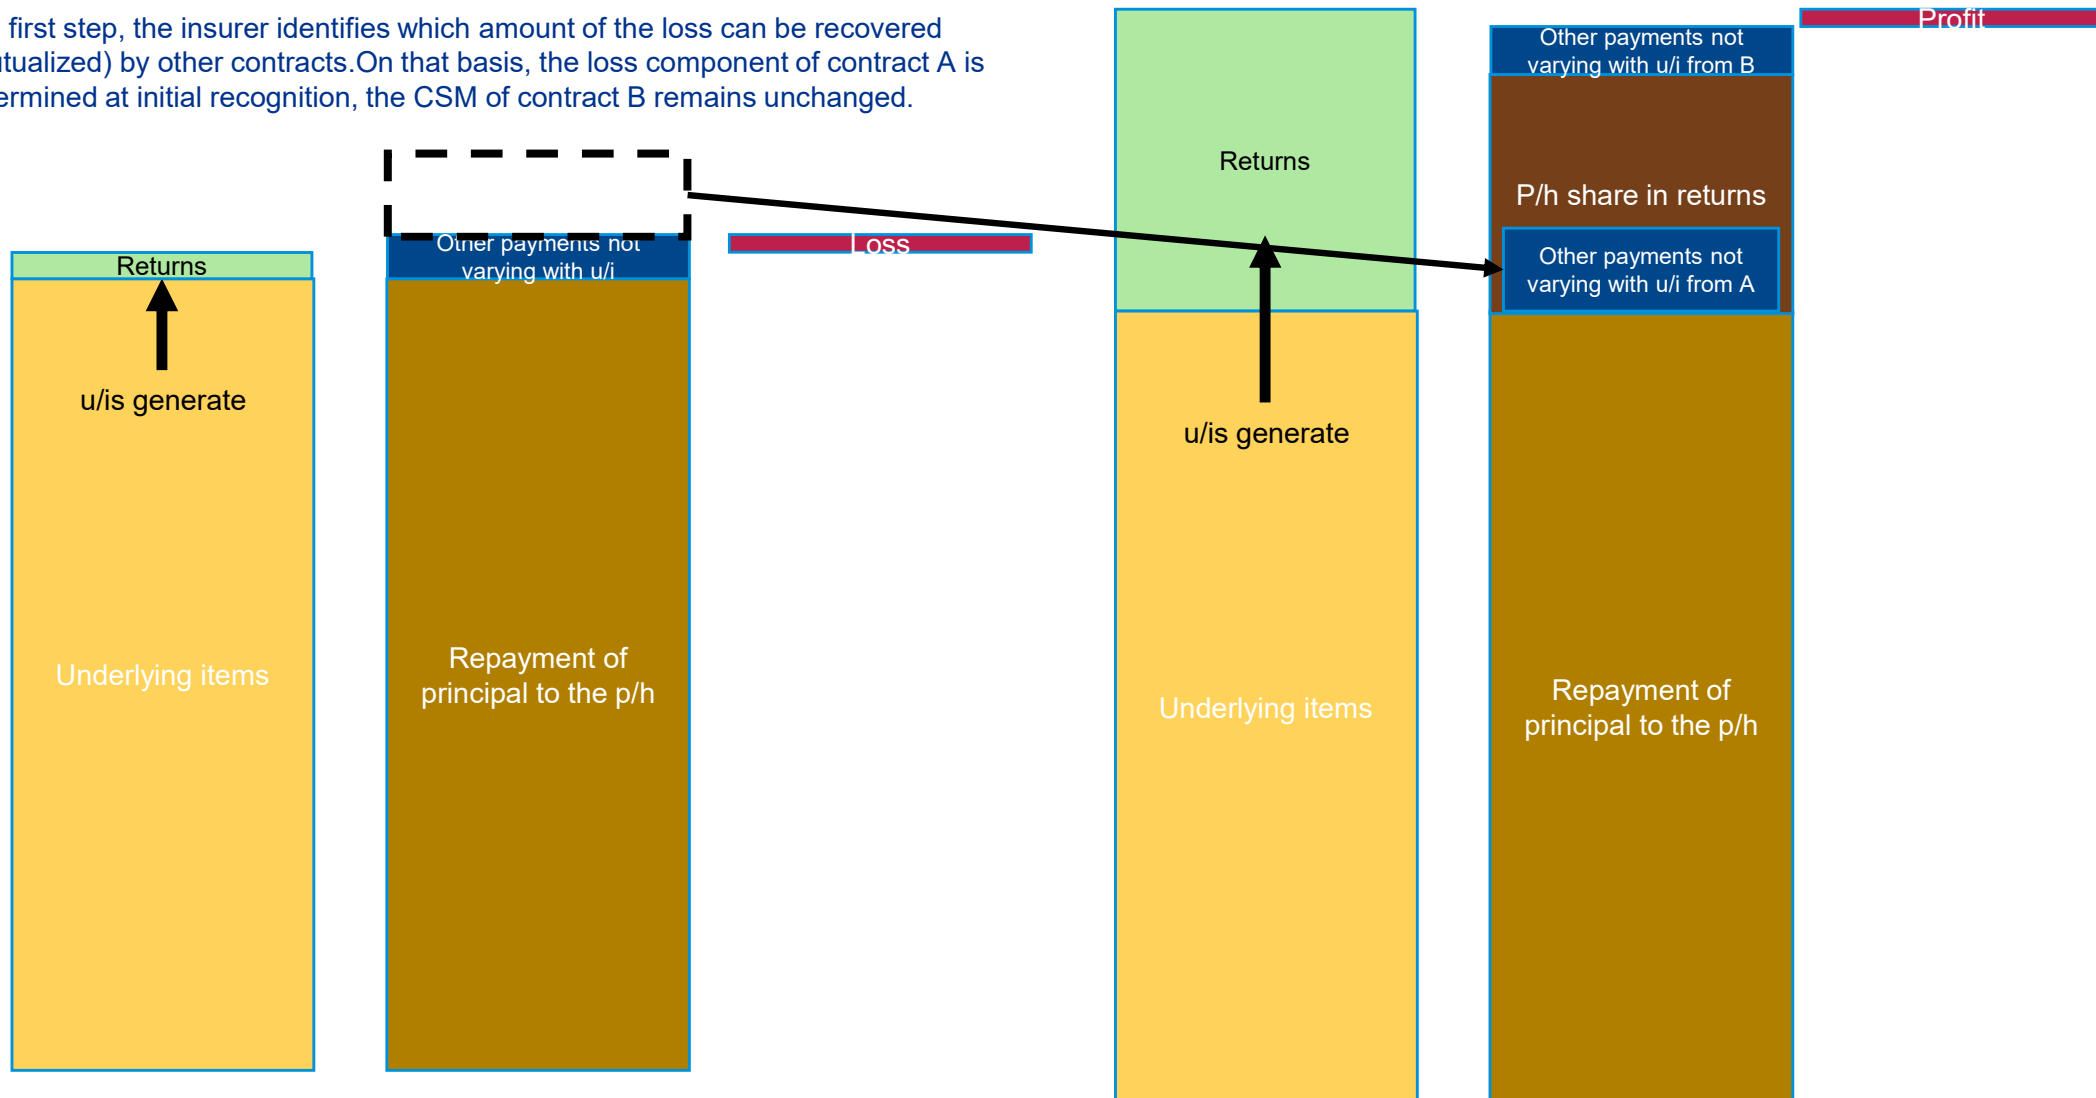 first step, the insurer identifies which amount of the loss can be recovered
by other contracts.On that basis, the loss component of contract A is
at initial recognition, the CSM of contract B remains unchanged.
Returns
u/is generate
Underlying items
Other payments not
varying with u/i
Repayment of
principal to the p/h
Loss
Returns
u/is generate
Underlying items
Other payments not
varying with u/i from B
P/h share in returns
Other payments not
varying with u/i from A
Repayment of
principal to the p/h
Profit